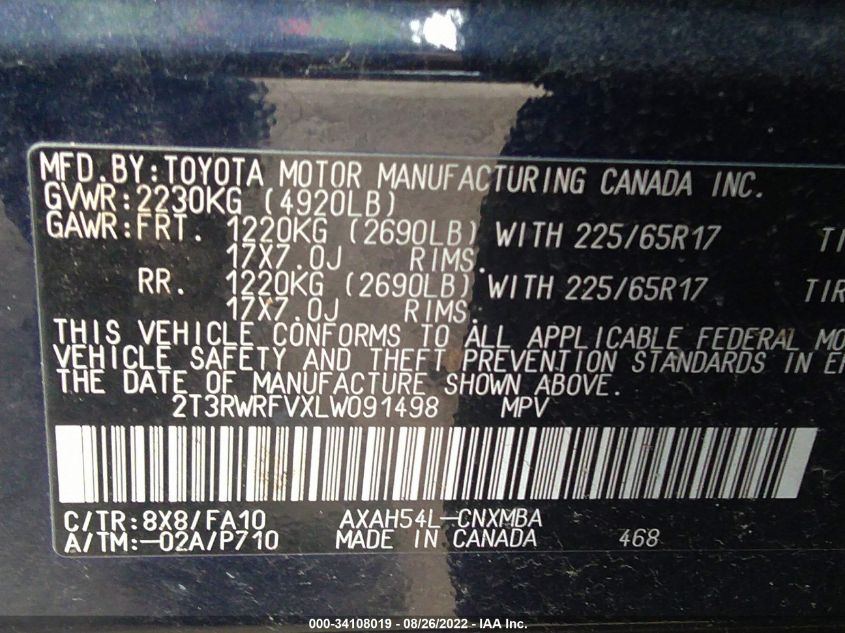 MFD.BY:TOYOTA MOTOR MANUFACTURING CANADA INC.
GVWR:2230KG (4920LB)
GAWR:FRT. 1220KG (2690LB) WITH 225/65R17 TI
17X7.0J RIMS.
RR. 1220KG (2690LB) WITH 225/65R17 TIR
17X7.0J RIMS.
THIS VEHICLE CONFORMS TO ALL APPLICABLE FEDERAL MO
VEHICLE SAFETY AND THEFT PREVENTION STANDARDS IN E
THE DATE OF MANUFACTURE SHOWN ABOVE.
2T3RWRFVXLW091498 MPV
C/TR:8X8/FA10 AXAH54L-CNXMBA
A/TM:-02A/P710 MADE IN CANADA 468
000-34108019 - 08/26/2022 - IAA Inc.